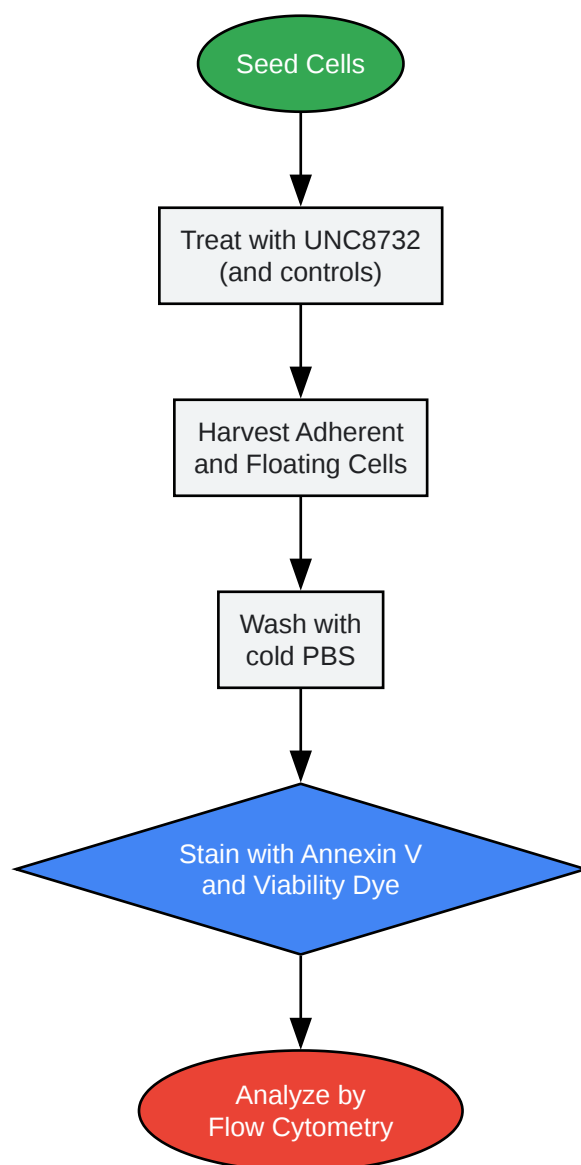 Seed Cells
Treat with UNC8732
(and controls)
Harvest Adherent
and Floating Cells
Wash with
cold PBS
Stain with Annexin V
and Viability Dye
Analyze by
Flow Cytometry